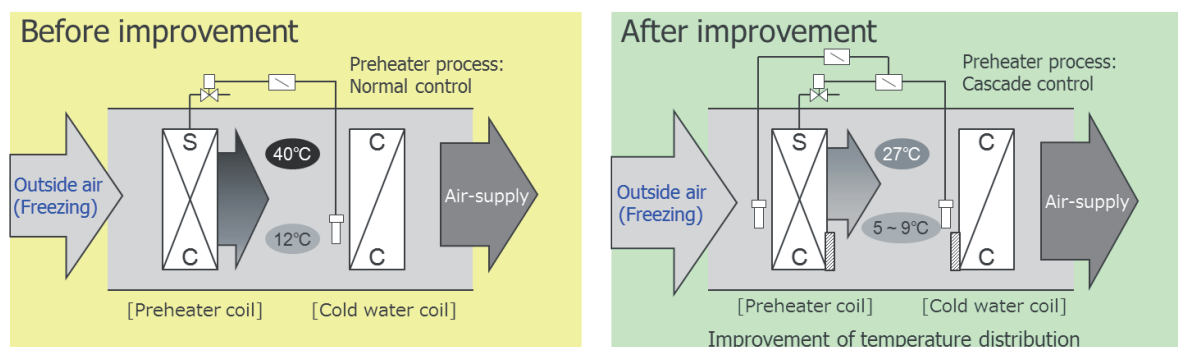 Before improvement
Preheater process:
Normal control
S
C
40℃
Outside air
(Freezing)
Air-supply
12℃
C
C
[Preheater coil]
[Cold water coil]
After improvement
Preheater process:
Cascade control
S
C
27℃
Outside air
(Freezing)
Air-supply
5～9℃
C
C
[Preheater coil]
[Cold water coil]
Improvement of temperature distribution